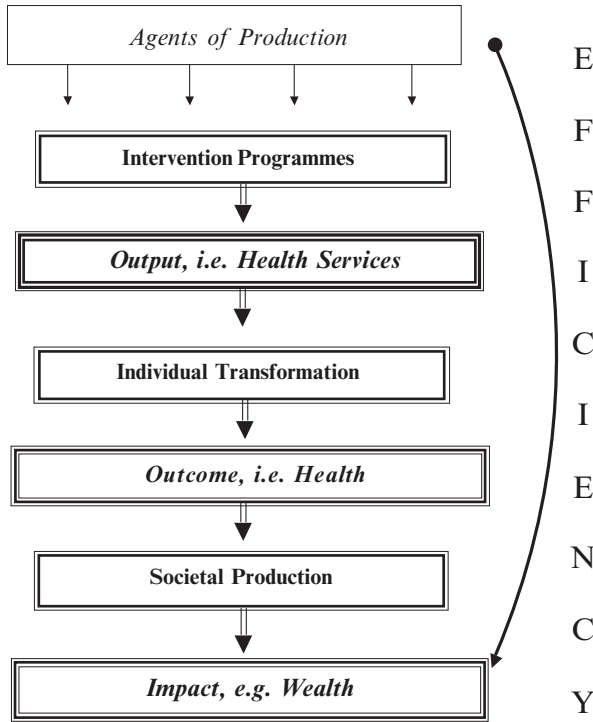 Agents of Production
Intervention Programmes
Output, i.e. Health Services
Individual Transformation
Outcome, i.e. Health
Societal Production
Impact, e.g. Wealth
E
F
F
I
C
I
E
N
C
Y